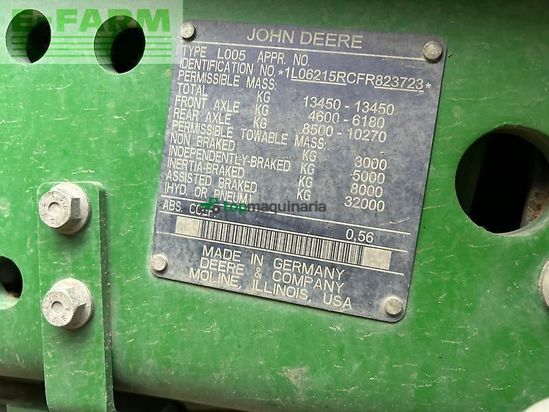 E-FARM
JOHN DEERE
TYPE L005 APPR. NO.
IDENTIFICATION NO.*1L06215RCFR823723*
PERMISSIBLE MASS:
TOTAL KG 13450 - 13450
FRONT AXLE KG 4600 - 6180
REAR AXLE KG 8500 - 10270
PERMISSIBLE TOWABLE MASS:
NON BRAKED KG -
INDEPENDENTLY-BRAKED KG 3000
INERTIA-BRAKED KG 5000
ASSISTED BRAKED KG 8000
(HYD. OR PNEUM.) KG 32000
topmaquinaria
ABS. COEF. 0,56
MADE IN GERMANY
DEERE & COMPANY
MOLINE, ILLINOIS, USA